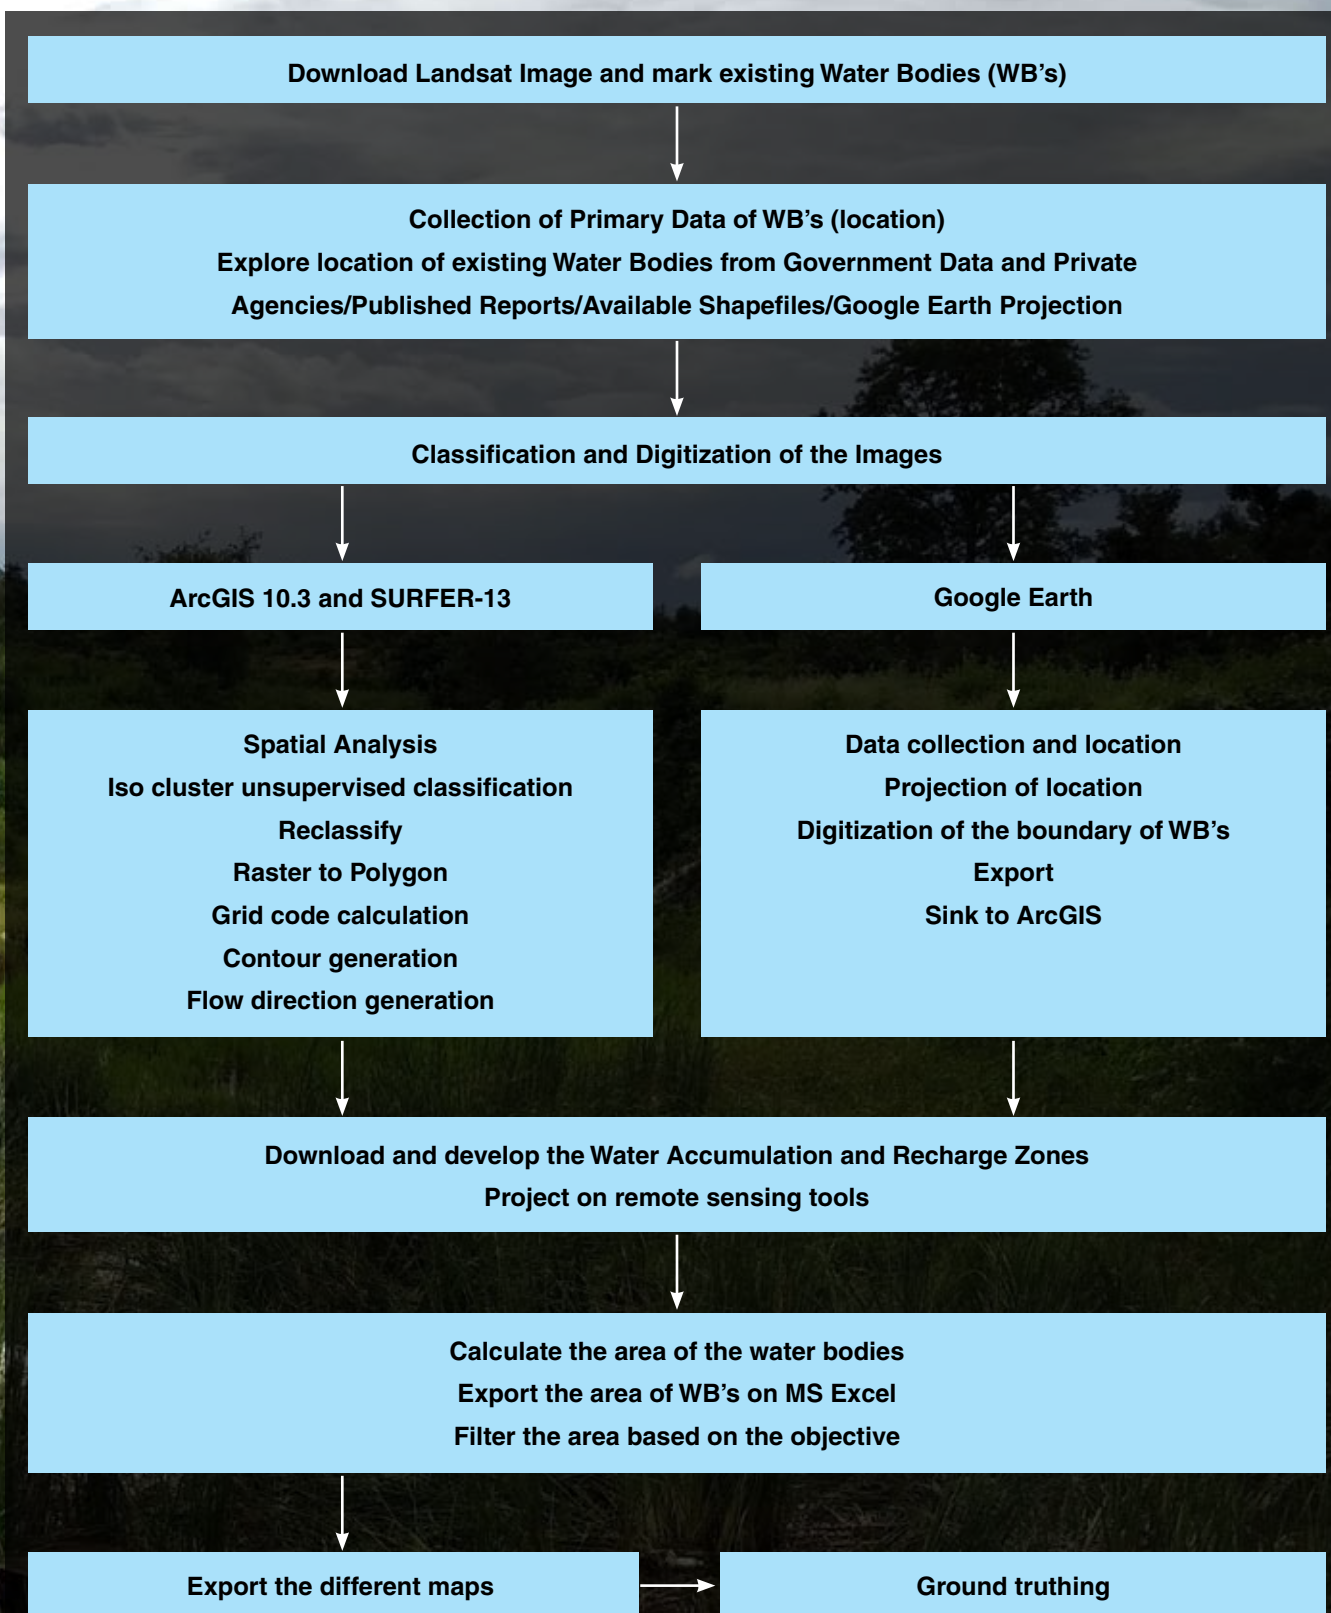 Download Landsat Image and mark existing Water Bodies (WB's)
Collection of Primary Data of WB's (location)
Explore location of existing Water Bodies from Government Data and Private
Agencies/Published Reports/Available Shapefiles/Google Earth Projection
Classification and Digitization of the Images
ArcGIS 10.3 and SURFER-13
Spatial Analysis
Iso cluster unsupervised classification
Reclassify
Raster to Polygon
Grid code calculation
Contour generation
Flow direction generation
Google Earth
Data collection and location
Projection of location
Digitization of the boundary of WB's
Export
Sink to ArcGIS
Download and develop the Water Accumulation and Recharge Zones
Project on remote sensing tools
Calculate the area of the water bodies
Export the area of WB's on MS Excel
Filter the area based on the objective
Export the different maps
Ground truthing